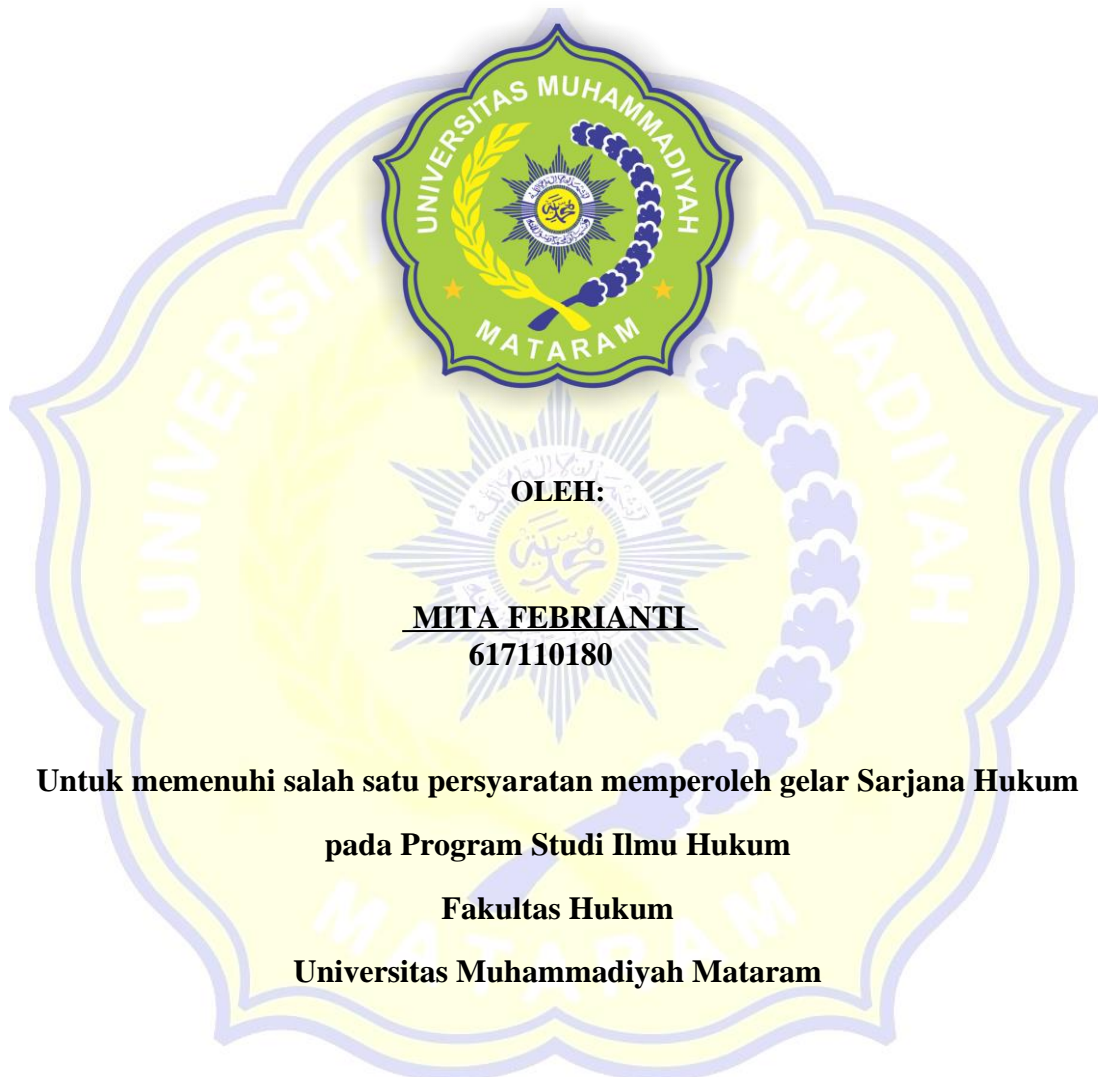 UNIVERSITAS MUHAMMADIYAH
MATARAM
OLEH:
MITA FEBRIANTI
617110180
Untuk memenuhi salah satu persyaratan memperoleh gelar Sarjana Hukum
pada Program Studi Ilmu Hukum
Fakultas Hukum
Universitas Muhammadiyah Mataram